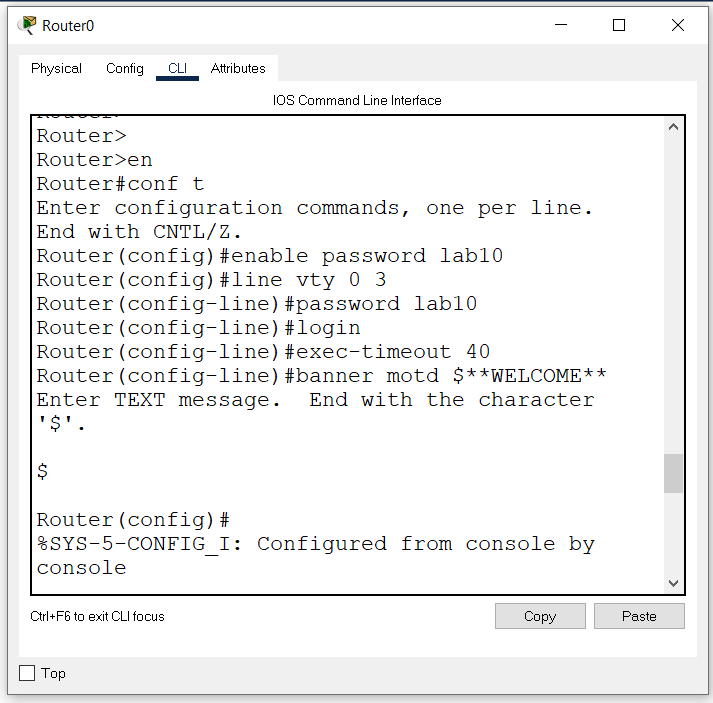 Router0
Physical Config CLI Attributes
IOS Command Line Interface
Router>
Router>
Router>en
Router#conf t
Enter configuration commands, one per line.
End with CNTL/Z.
Router(config)#enable password lab10
Router(config)#line vty 0 3
Router(config-line)#password lab10
Router(config-line)#login
Router(config-line)#exec-timeout 40
Router(config-line)#banner motd $**WELCOME**
Enter TEXT message.  End with the character
'$'.
$
Router(config)#
%SYS-5-CONFIG_I: Configured from console by
console
Ctrl+F6 to exit CLI focus
Copy Paste
Top